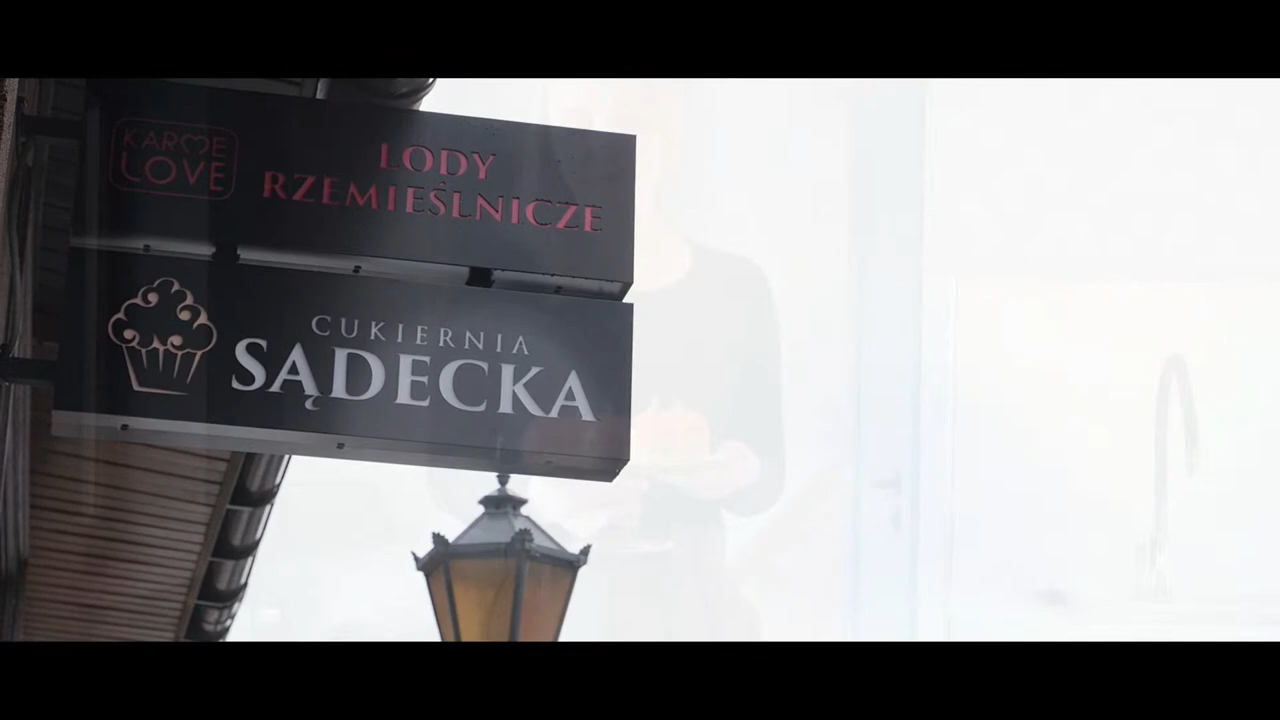 KARME
LOVE
LODY
RZEMIEŚLNICZE
CUKIERNIA
SĄDECKA